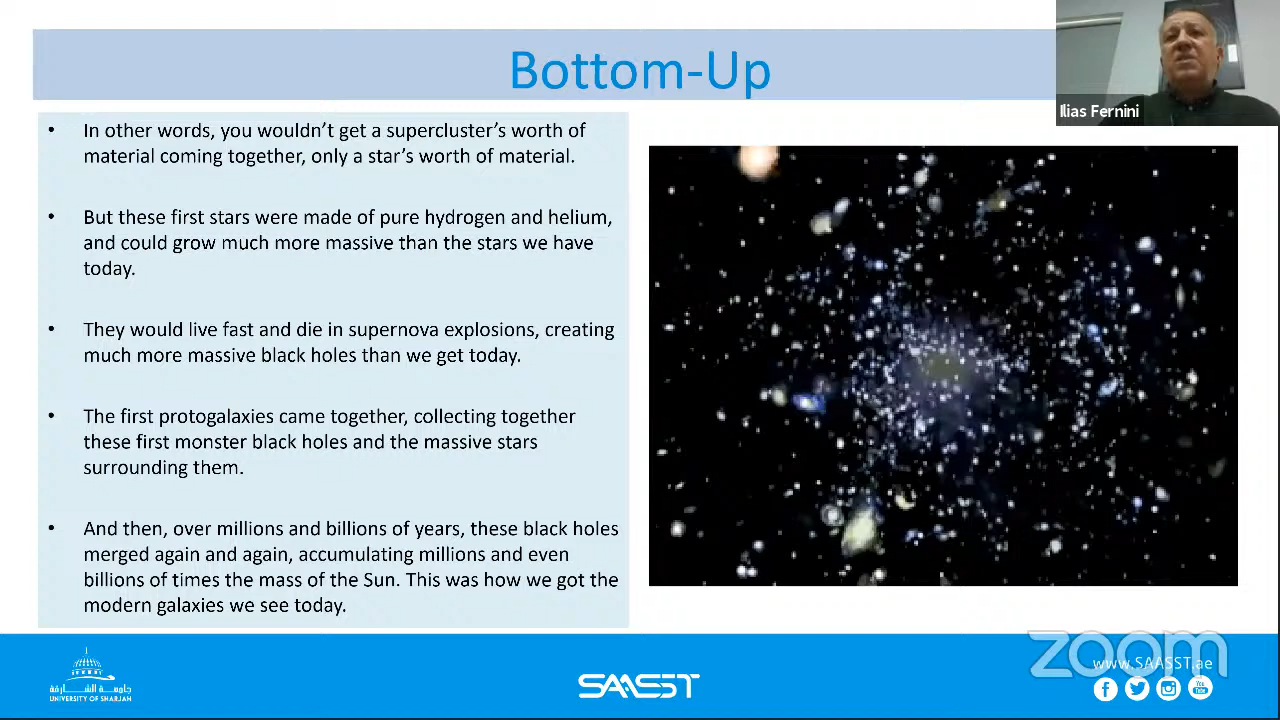 Bottom-Up
Ilias Fernini
• In other words, you wouldn't get a supercluster's worth of
material coming together, only a star's worth of material.
• But these first stars were made of pure hydrogen and helium,
and could grow much more massive than the stars we have
today.
• They would live fast and die in supernova explosions, creating
much more massive black holes than we get today.
• The first protogalaxies came together, collecting together
these first monster black holes and the massive stars
surrounding them.
• And then, over millions and billions of years, these black holes
merged again and again, accumulating millions and even
billions of times the mass of the Sun. This was how we got the
modern galaxies we see today.
جامعة الشارقة
UNIVERSITY OF SHARJAH
SAASST
zoom
www.SAASST.ae
You
Tube